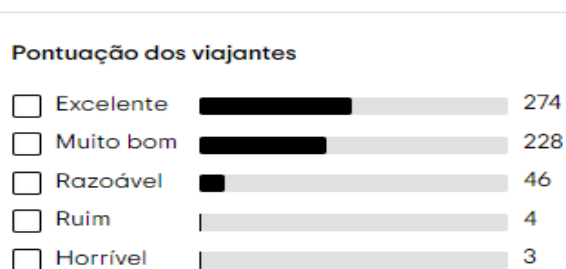 Pontuação dos viajantes
Excelente 274
Muito bom 228
Razoável 46
Ruim 4
Horrível 3